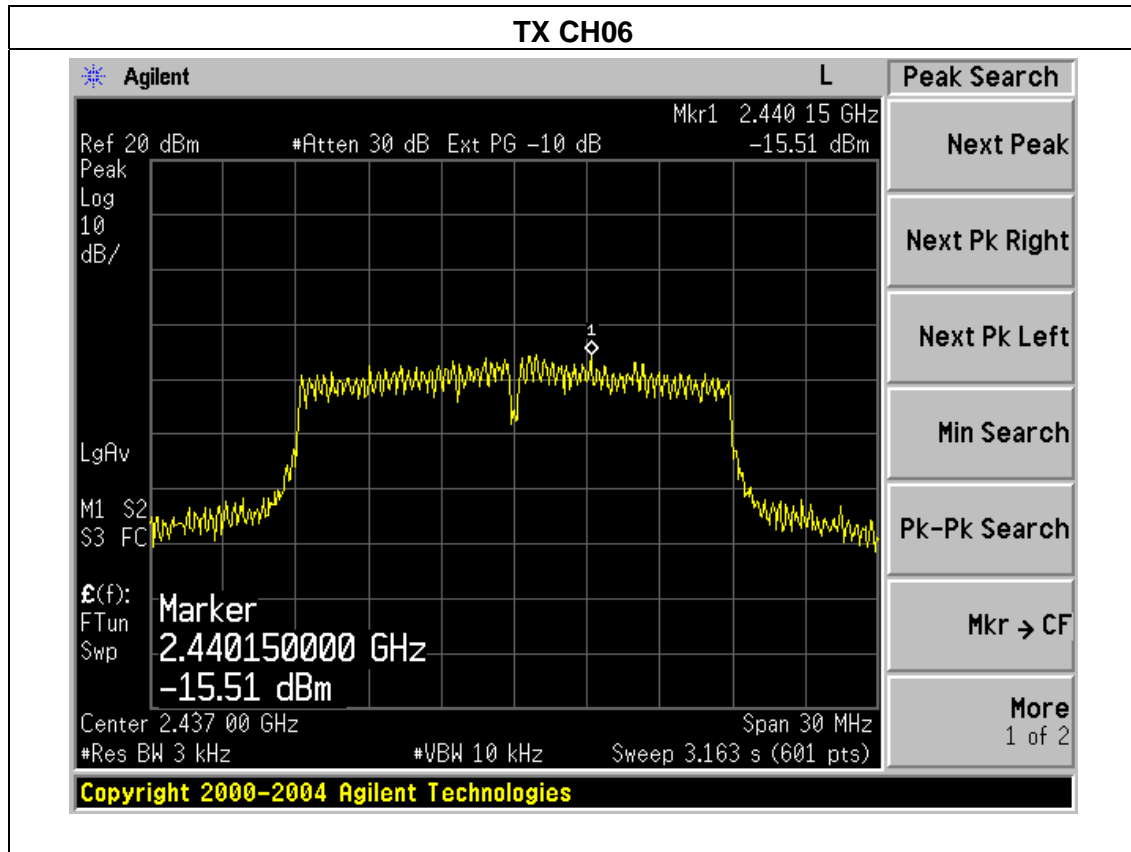 TX CH06
Agilent L Peak Search
Mkr1 2.440 15 GHz
Ref 20 dBm #Atten 30 dB Ext PG -10 dB -15.51 dBm
Peak
Log
10
dB/
1
LgAv
M1 S2
S3 FC
£(f):
FTun
Swp
Marker
2.440150000 GHz
-15.51 dBm
Center 2.437 00 GHz Span 30 MHz
#Res BW 3 kHz #VBW 10 kHz Sweep 3.163 s (601 pts)
Next Peak
Next Pk Right
Next Pk Left
Min Search
Pk-Pk Search
Mkr → CF
More
1 of 2
Copyright 2000-2004 Agilent Technologies